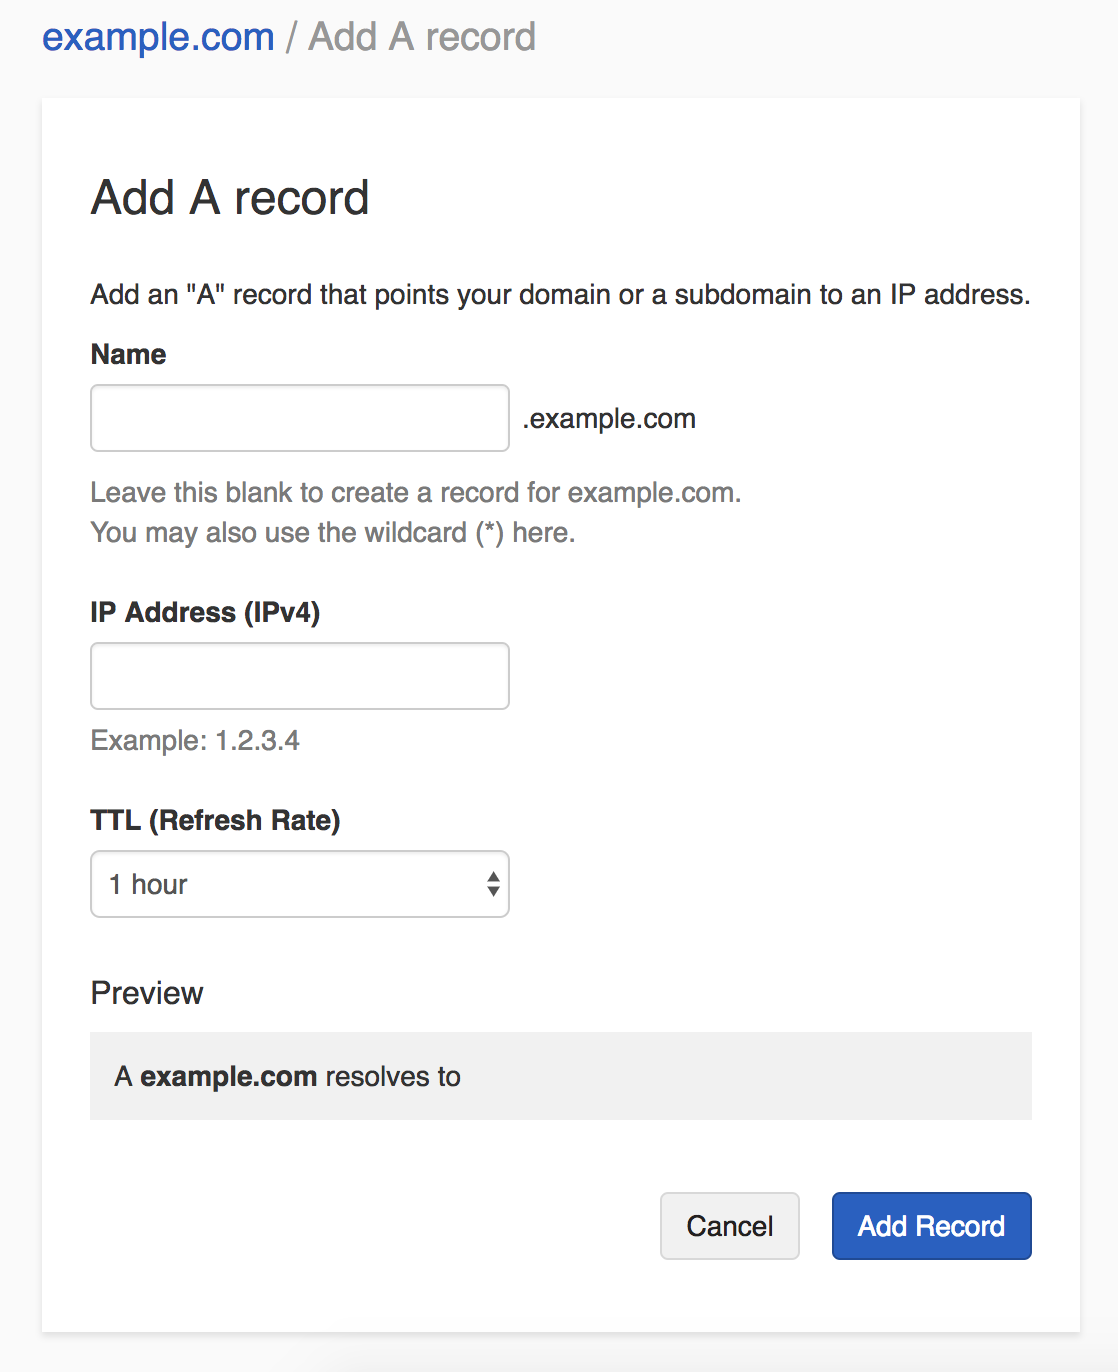 example.com / Add A record
Add A record
Add an "A" record that points your domain or a subdomain to an IP address.
Name
.example.com
Leave this blank to create a record for example.com.
You may also use the wildcard (*) here.
IP Address (IPv4)
Example: 1.2.3.4
TTL (Refresh Rate)
1 hour
Preview
A example.com resolves to
Cancel
Add Record